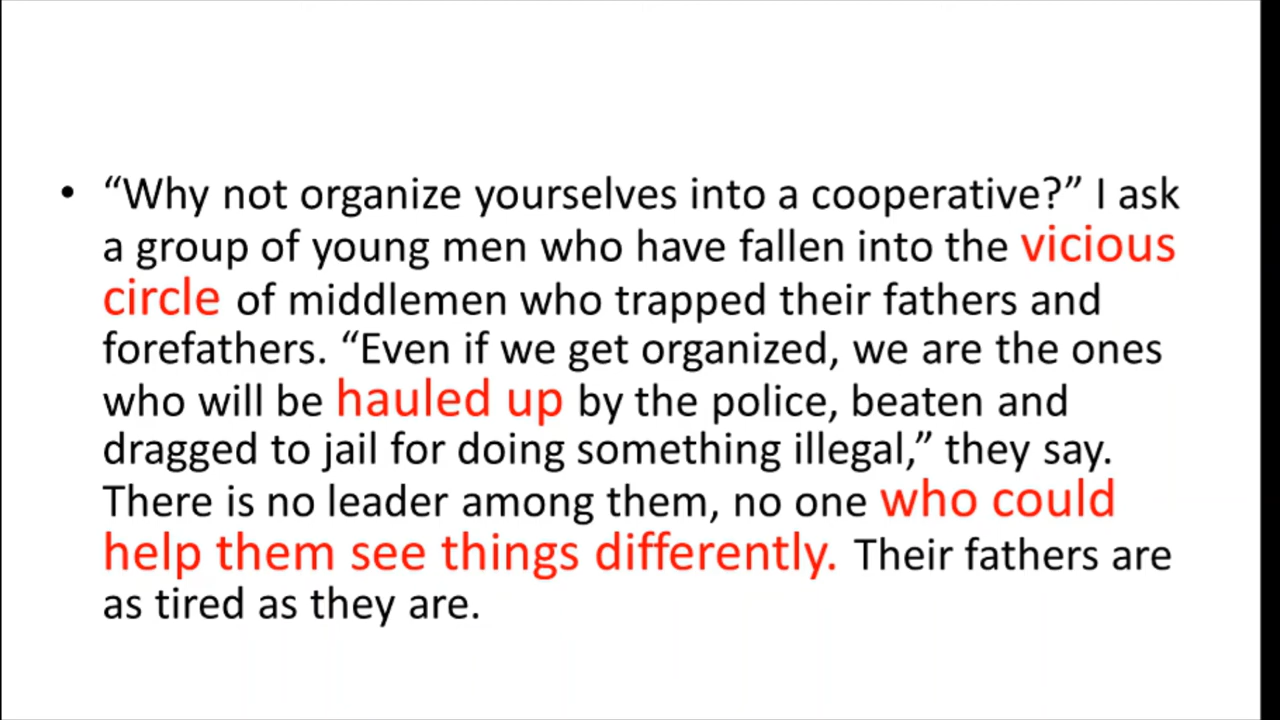 • “Why not organize yourselves into a cooperative?” I ask
a group of young men who have fallen into the vicious
circle of middlemen who trapped their fathers and
forefathers. “Even if we get organized, we are the ones
who will be hauled up by the police, beaten and
dragged to jail for doing something illegal,” they say.
There is no leader among them, no one who could
help them see things differently. Their fathers are
as tired as they are.